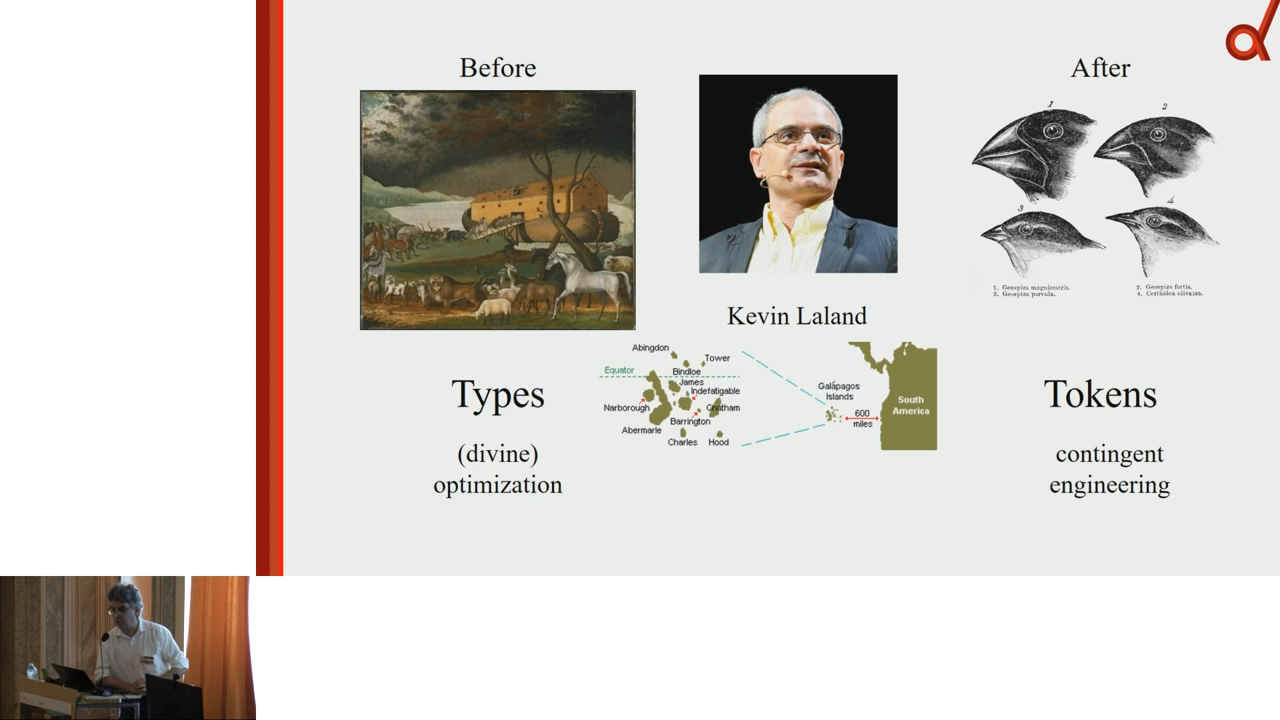 Before
After
1
2
3
4
1. Geospiza magnirostris.
2. Geospiza fortis.
3. Geospiza parvula.
4. Certhidea olivasea.
Kevin Laland
Abingdon
Tower
Equator
Bindloe
James
Indefatigable
Narborough
Chatham
Barrington
Abermarle
Charles
Hood
Galápagos
Islands
600
miles
South
America
Types
Tokens
(divine)
optimization
contingent
engineering